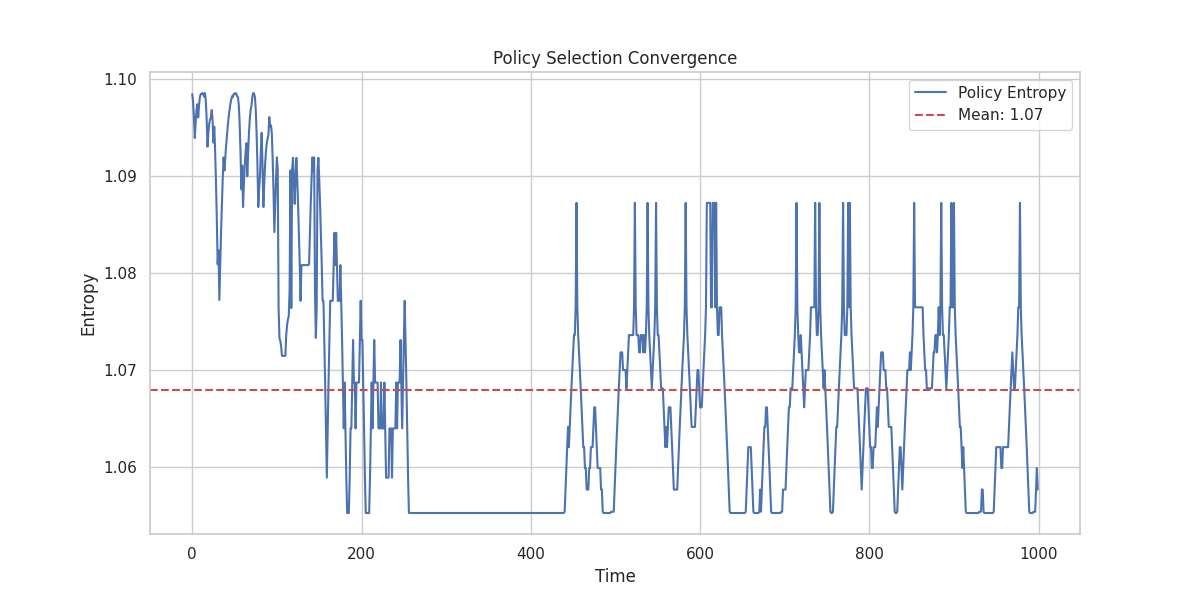 Policy Selection Convergence
Policy Entropy
Mean: 1.07
Entropy
1.10
1.09
1.08
1.07
1.06
0
200
400
600
800
1000
Time